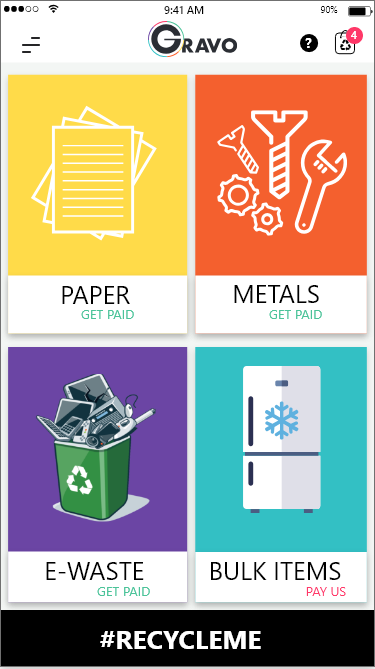 9:41 AM
90%
GRAVO
?
4
PAPER
GET PAID
METALS
GET PAID
E-WASTE
GET PAID
BULK ITEMS
PAY US
#RECYCLEME